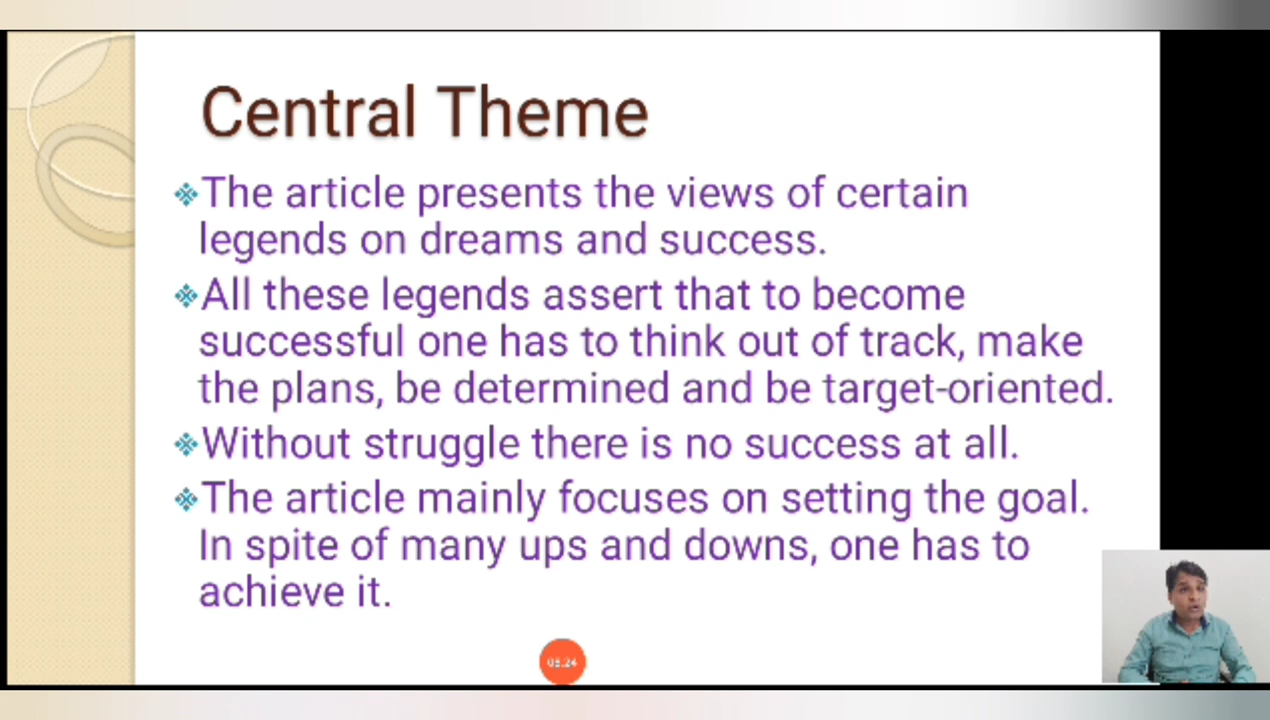 Central Theme
❖The article presents the views of certain
legends on dreams and success.
❖All these legends assert that to become
successful one has to think out of track, make
the plans, be determined and be target-oriented.
❖Without struggle there is no success at all.
❖The article mainly focuses on setting the goal.
In spite of many ups and downs, one has to
achieve it.